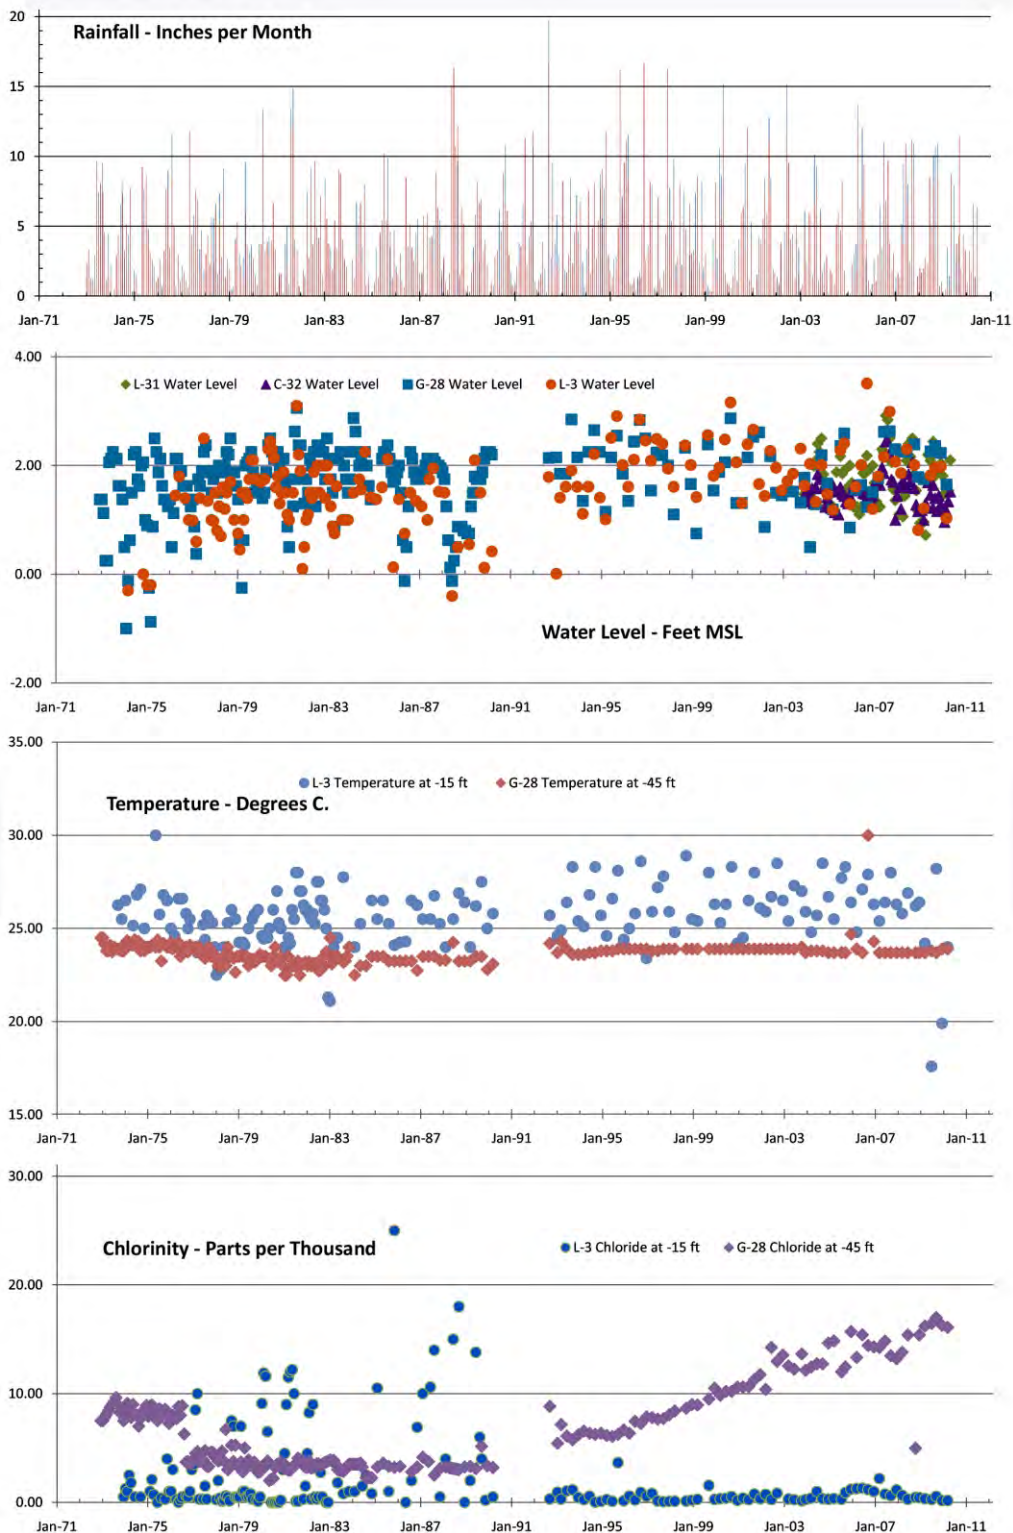 20
Rainfall - Inches per Month
15
10
5
0
Jan-71 Jan-75 Jan-79 Jan-83 Jan-87 Jan-91 Jan-95 Jan-99 Jan-03 Jan-07 Jan-11
4.00
L-31 Water Level C-32 Water Level G-28 Water Level L-3 Water Level
2.00
0.00
Water Level - Feet MSL
-2.00
Jan-71 Jan-75 Jan-79 Jan-83 Jan-87 Jan-91 Jan-95 Jan-99 Jan-03 Jan-07 Jan-11
35.00
L-3 Temperature at -15 ft G-28 Temperature at -45 ft
Temperature - Degrees C.
30.00
25.00
20.00
15.00
Jan-71 Jan-75 Jan-79 Jan-83 Jan-87 Jan-91 Jan-95 Jan-99 Jan-03 Jan-07 Jan-11
30.00
Chlorinity - Parts per Thousand L-3 Chloride at -15 ft G-28 Chloride at -45 ft
20.00
10.00
0.00
Jan-71 Jan-75 Jan-79 Jan-83 Jan-87 Jan-91 Jan-95 Jan-99 Jan-03 Jan-07 Jan-11